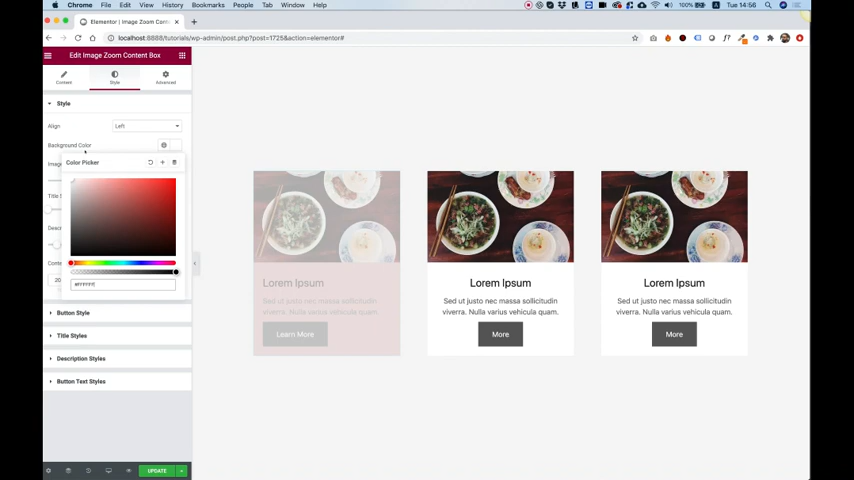 Chrome File Edit View History Bookmarks People Tab Window Help
100% Tue 14:56
Elementor | Image Zoom Content
localhost:8888/tutorials/wp-admin/post.php?post=1725&action=elementor#
Edit Image Zoom Content Box
Content Style Advanced
Style
Align Left
Background Color
Color Picker
#FFFFFF
20
Button Style
Title Styles
Description Styles
Button Text Styles
UPDATE
Lorem Ipsum
Sed ut justo nec massa sollicitudin
viverra. Nulla varius vehicula quam.
Learn More
Lorem Ipsum
Sed ut justo nec massa sollicitudin
viverra. Nulla varius vehicula quam.
More
Lorem Ipsum
Sed ut justo nec massa sollicitudin
viverra. Nulla varius vehicula quam.
More